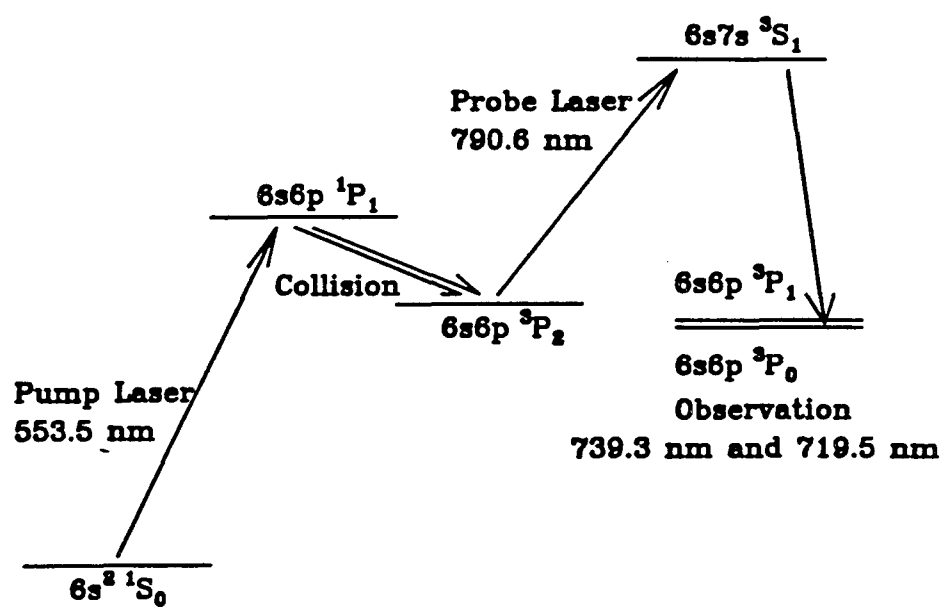 6s7s ³S₁
Probe Laser
790.6 nm
6s6p ¹P₁
Collision
6s6p ³P₂
6s6p ³P₁
6s6p ³P₀
Pump Laser
553.5 nm
Observation
739.3 nm and 719.5 nm
6s² ¹S₀